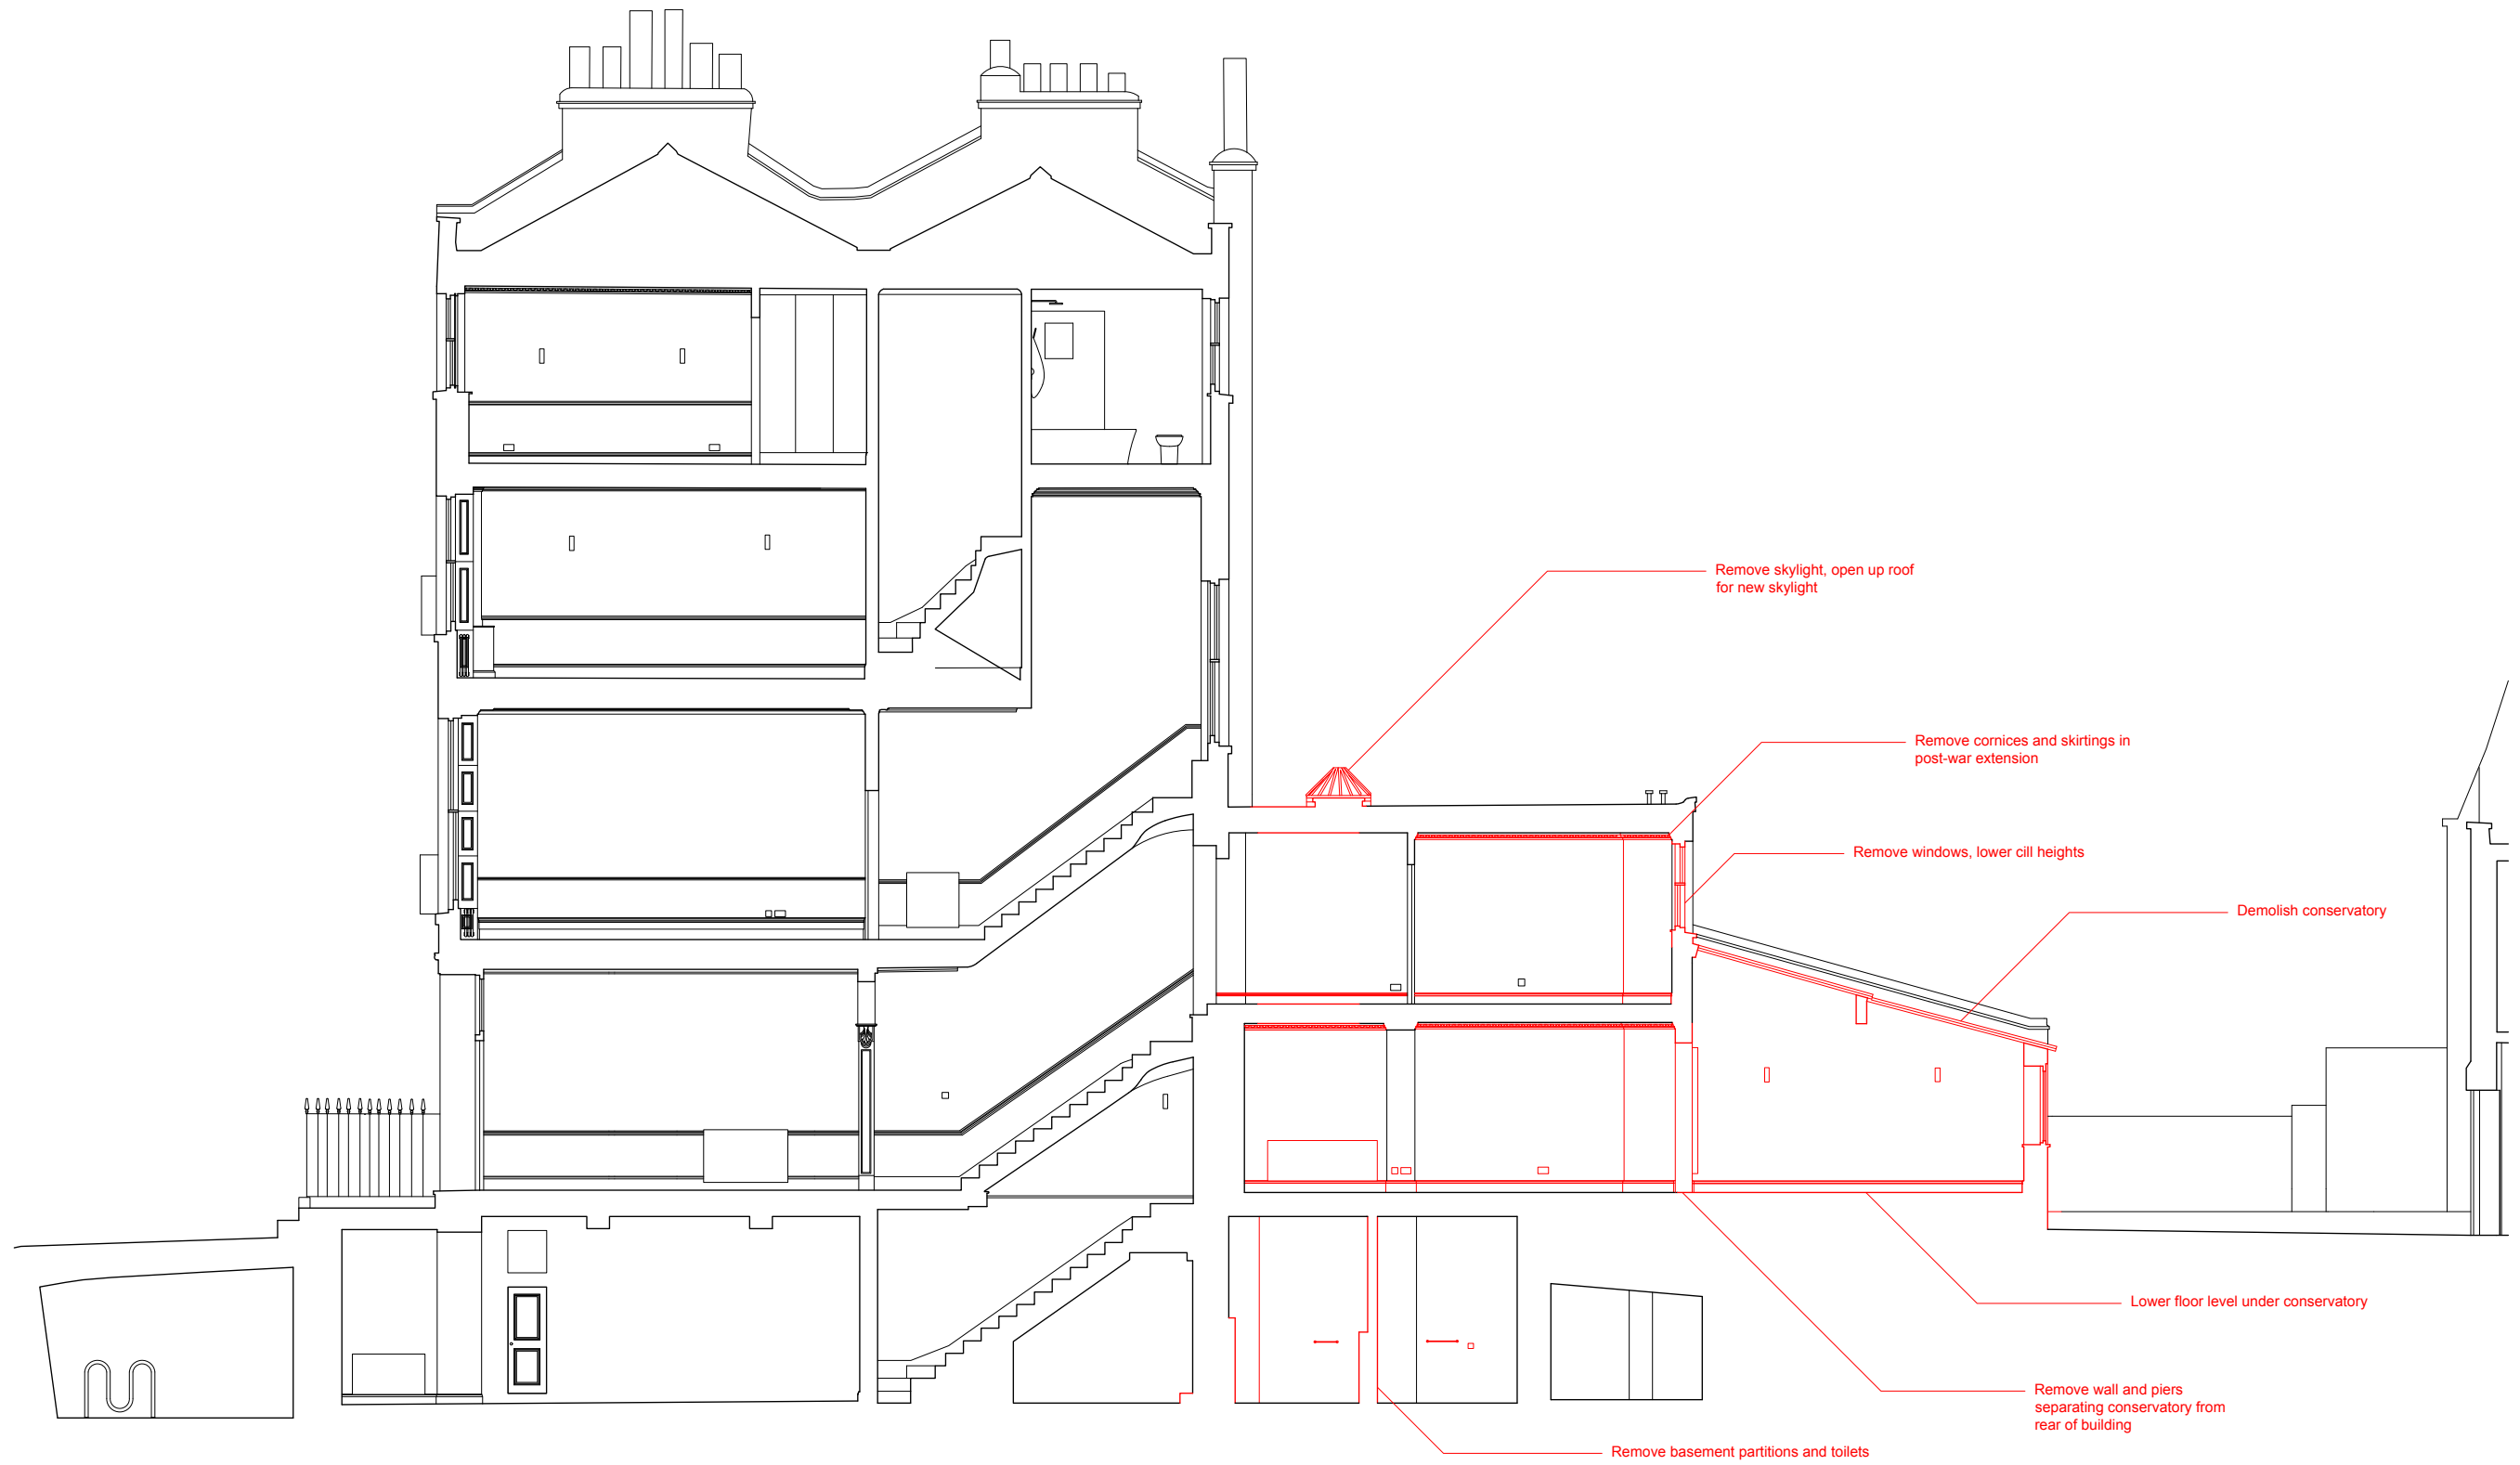 Remove skylight, open up roof
for new skylight
Remove cornices and skirtings in
post-war extension
Remove windows, lower cill heights
Demolish conservatory
Lower floor level under conservatory
Remove wall and piers
separating conservatory from
rear of building
Remove basement partitions and toilets